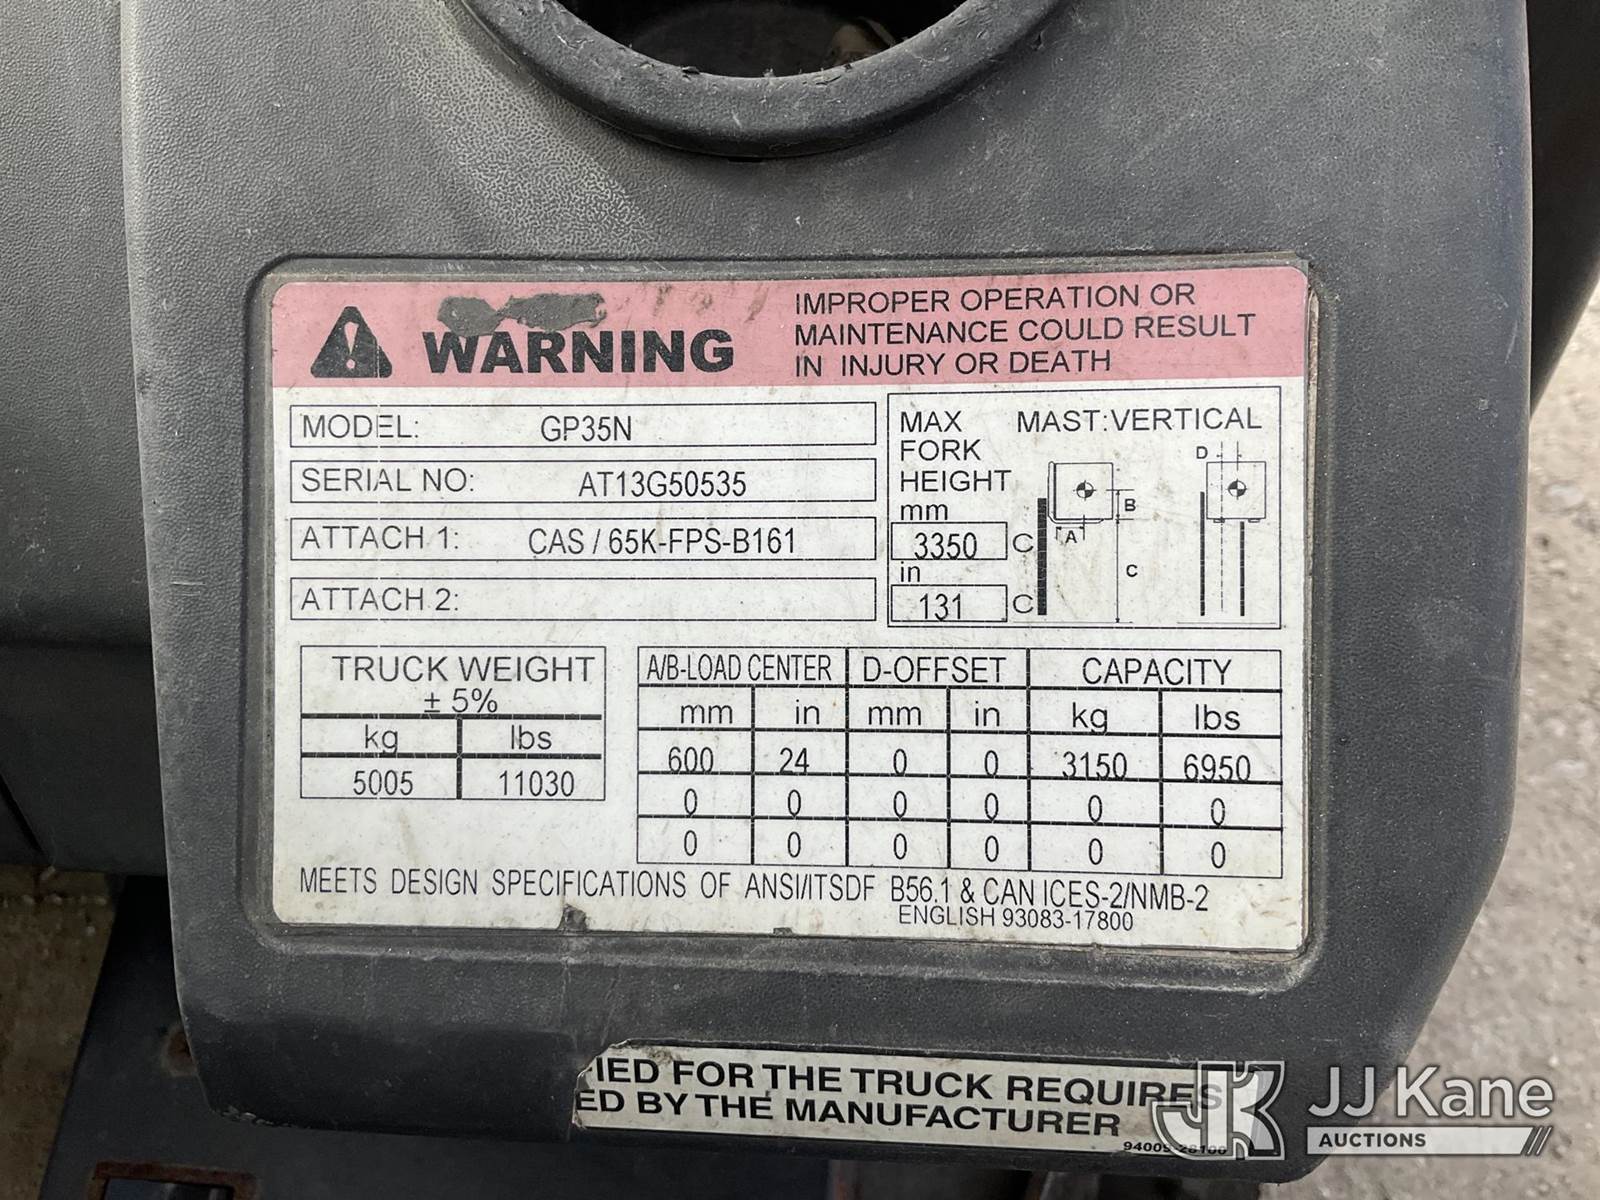 WARNING
IMPROPER OPERATION OR
MAINTENANCE COULD RESULT
IN INJURY OR DEATH
MODEL: GP35N
SERIAL NO: AT13G50535
ATTACH 1: CAS / 65K-FPS-B161
ATTACH 2:
MAX FORK HEIGHT
MAST:VERTICAL
mm
3350 C
in
131 C
A
B
C
D
TRUCK WEIGHT
± 5%
kg lbs
5005 11030
A/B-LOAD CENTER D-OFFSET CAPACITY
mm in mm in kg lbs
600 24 0 0 3150 6950
0 0 0 0 0 0
0 0 0 0 0 0
MEETS DESIGN SPECIFICATIONS OF ANSI/ITSDF B56.1 & CAN ICES-2/NMB-2
ENGLISH 93083-17800
FIED FOR THE TRUCK REQUIRES
ED BY THE MANUFACTURER
JK JJ Kane
AUCTIONS